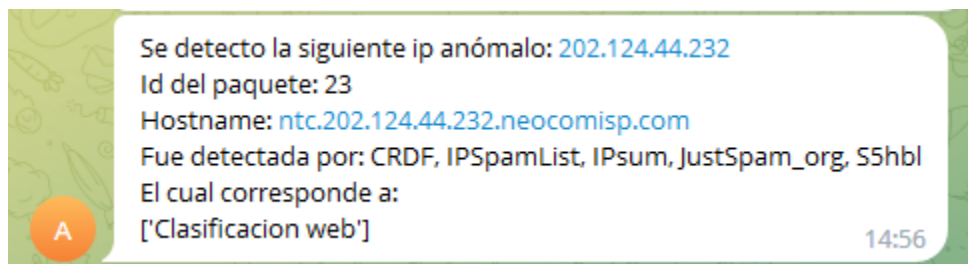 Se detecto la siguiente ip anómalo: 202.124.44.232
Id del paquete: 23
Hostname: ntc.202.124.44.232.neocomisp.com
Fue detectada por: CRDF, IPSpamList, IPsum, JustSpam_org, S5hbl
El cual corresponde a:
['Clasificacion web']
A
14:56